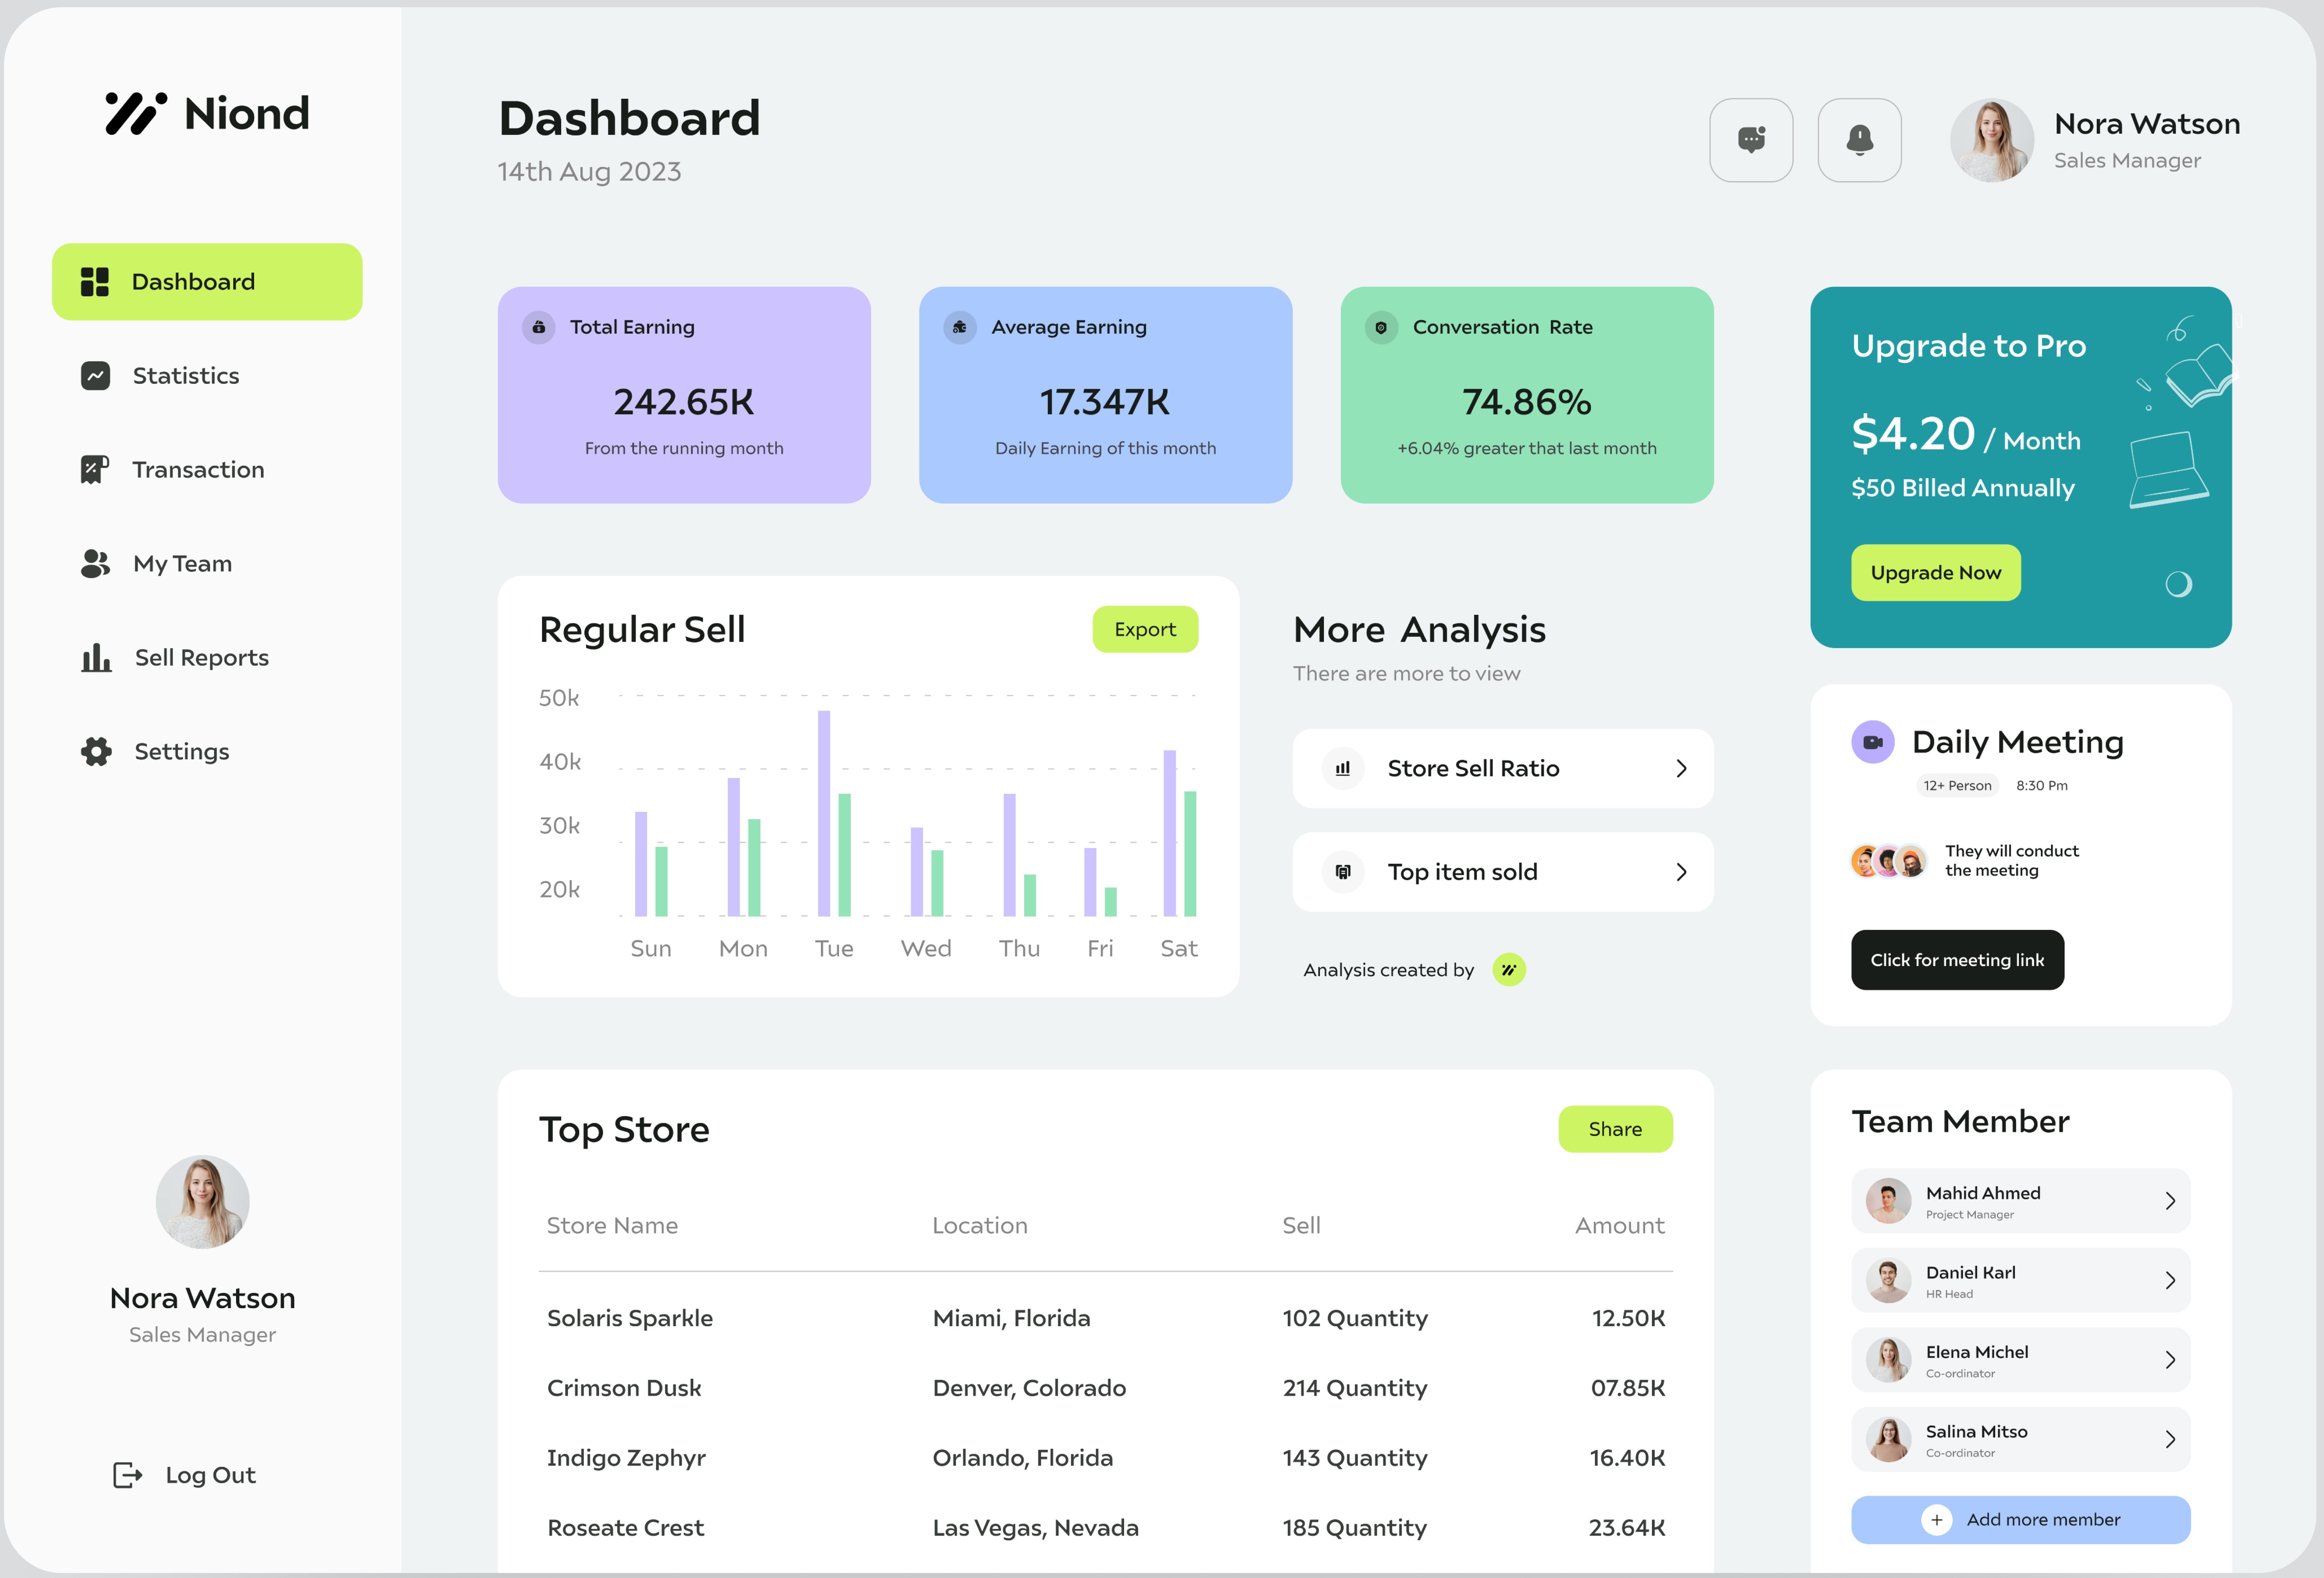 Niond
Dashboard
Statistics
Transaction
My Team
Sell Reports
Settings
Nora Watson
Sales Manager
Log Out
Dashboard
14th Aug 2023
Nora Watson
Sales Manager
Total Earning
242.65K
From the running month
Average Earning
17.347K
Daily Earning of this month
Conversation Rate
74.86%
+6.04% greater that last month
Upgrade to Pro
$4.20 / Month
$50 Billed Annually
Upgrade Now
Regular Sell
Export
50k
40k
30k
20k
Sun Mon Tue Wed Thu Fri Sat
More Analysis
There are more to view
Store Sell Ratio
Top item sold
Analysis created by
Daily Meeting
12+ Person 8:30 Pm
They will conduct
the meeting
Click for meeting link
Top Store
Share
Store Name Location Sell Amount
Solaris Sparkle Miami, Florida 102 Quantity 12.50K
Crimson Dusk Denver, Colorado 214 Quantity 07.85K
Indigo Zephyr Orlando, Florida 143 Quantity 16.40K
Roseate Crest Las Vegas, Nevada 185 Quantity 23.64K
Team Member
Mahid Ahmed
Project Manager
Daniel Karl
HR Head
Elena Michel
Co-ordinator
Salina Mitso
Co-ordinator
+ Add more member